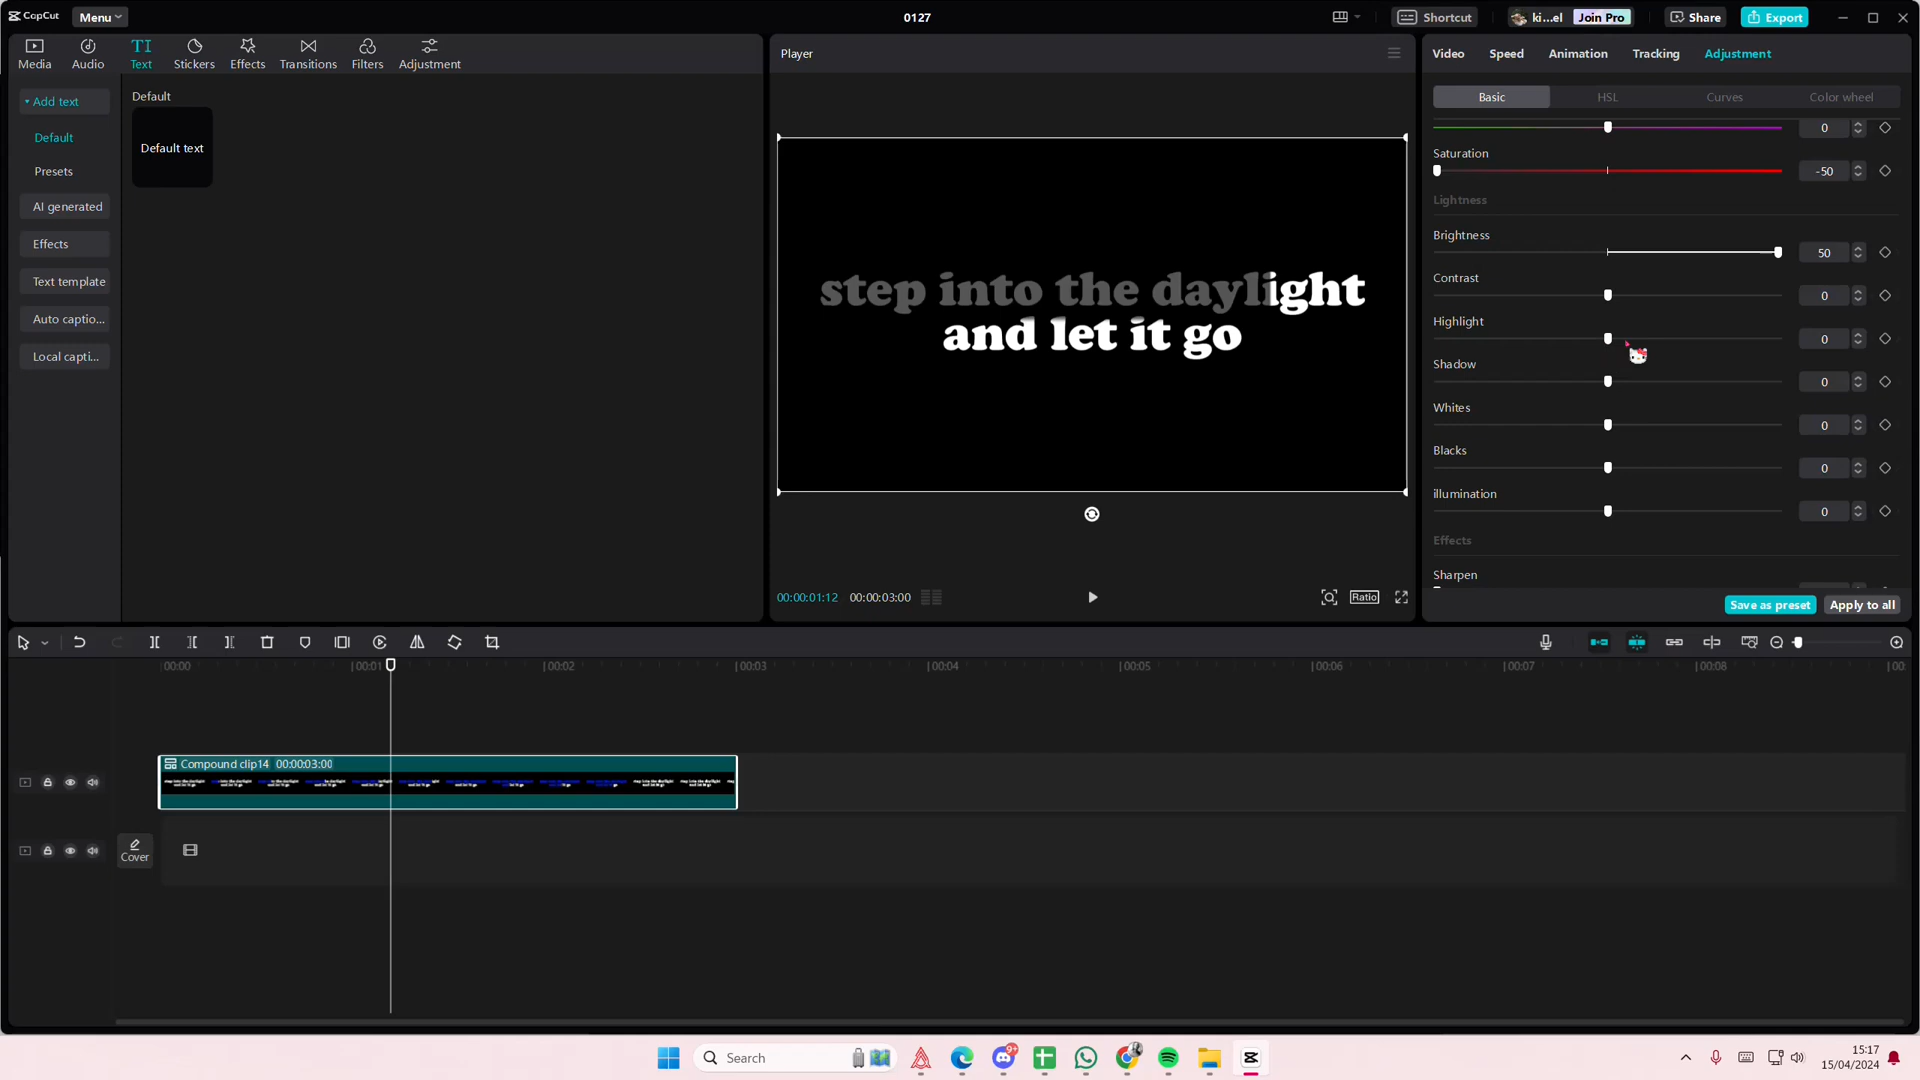 CapCut
Menu
0127
Shortcut
ki...el
Join Pro
Share
Export
Media
Audio
TI
Text
Stickers
Effects
Transitions
Filters
Adjustment
Add text
Default
Presets
AI generated
Effects
Text template
Auto captio...
Local capti...
Default
Default text
Player
step into the daylight
and let it go
00:00:01:12 00:00:03:00
Ratio
Video
Speed
Animation
Tracking
Adjustment
Basic
HSL
Curves
Color wheel
0
Saturation
-50
Lightness
Brightness
50
Contrast
0
Highlight
0
Shadow
0
Whites
0
Blacks
0
illumination
0
Effects
Sharpen
Save as preset
Apply to all
00:00
00:01
00:02
00:03
00:04
00:05
00:06
00:07
00:08
00:
Compound clip14 00:00:03:00
Cover
Search
9+
15:17
15/04/2024